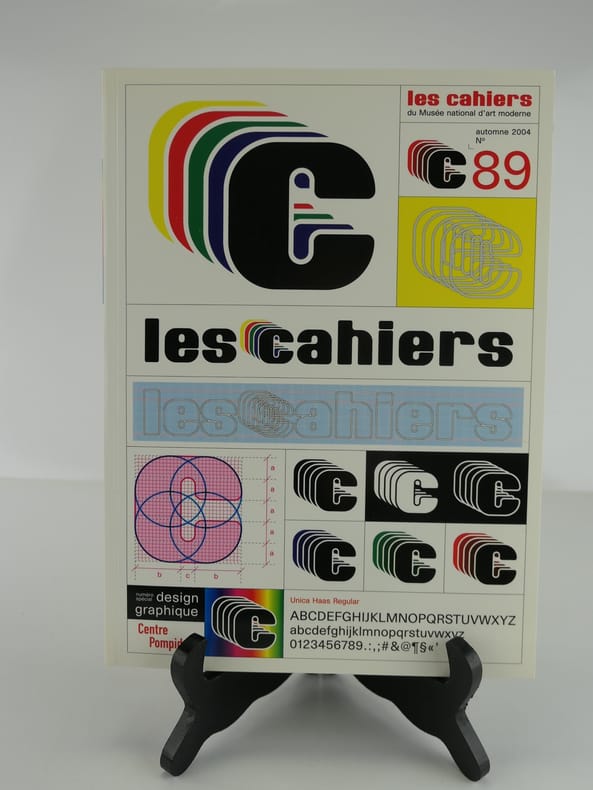 les cahiers
du Musée national d'art moderne
automne 2004
Nº
C 89
C
les cahiers
les cahiers
a
a
a
a
a
b c b
numéro
spécial
design
graphique
Centre
Unica Haas Regular
ABCDEFGHIJKLMNOPQRSTUVWXYZ
abcdefghijklmnopqrstuvwxyz
0123456789.:,;#&@¶§«'